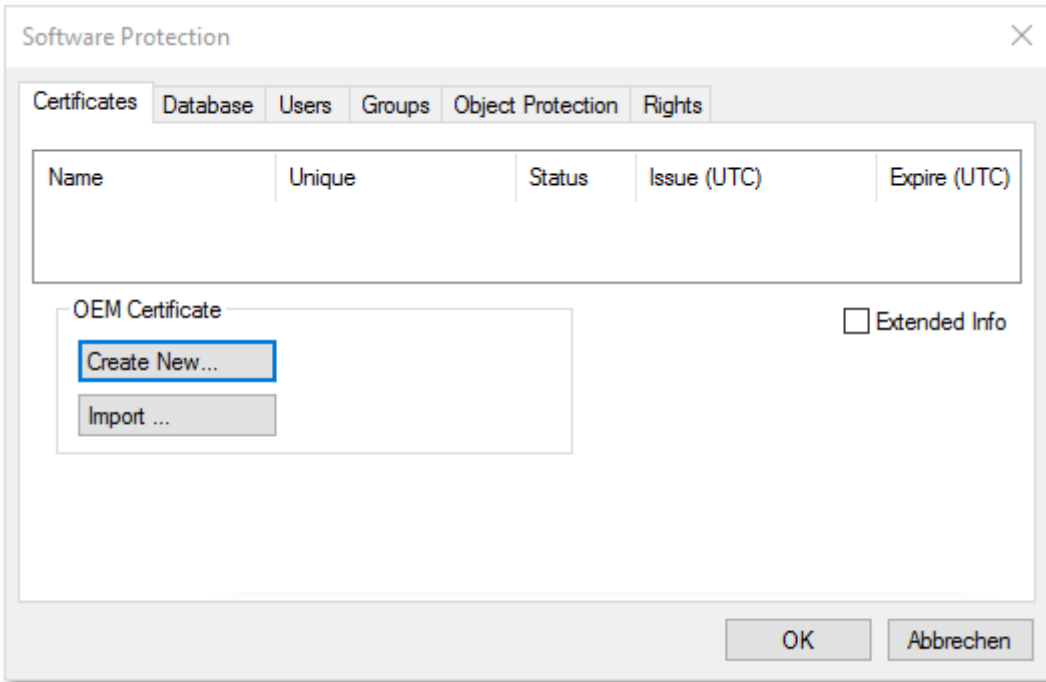 Software Protection
Certificates Database Users Groups Object Protection Rights
Name Unique Status Issue (UTC) Expire (UTC)
OEM Certificate
Extended Info
Create New...
Import ...
OK Abbrechen